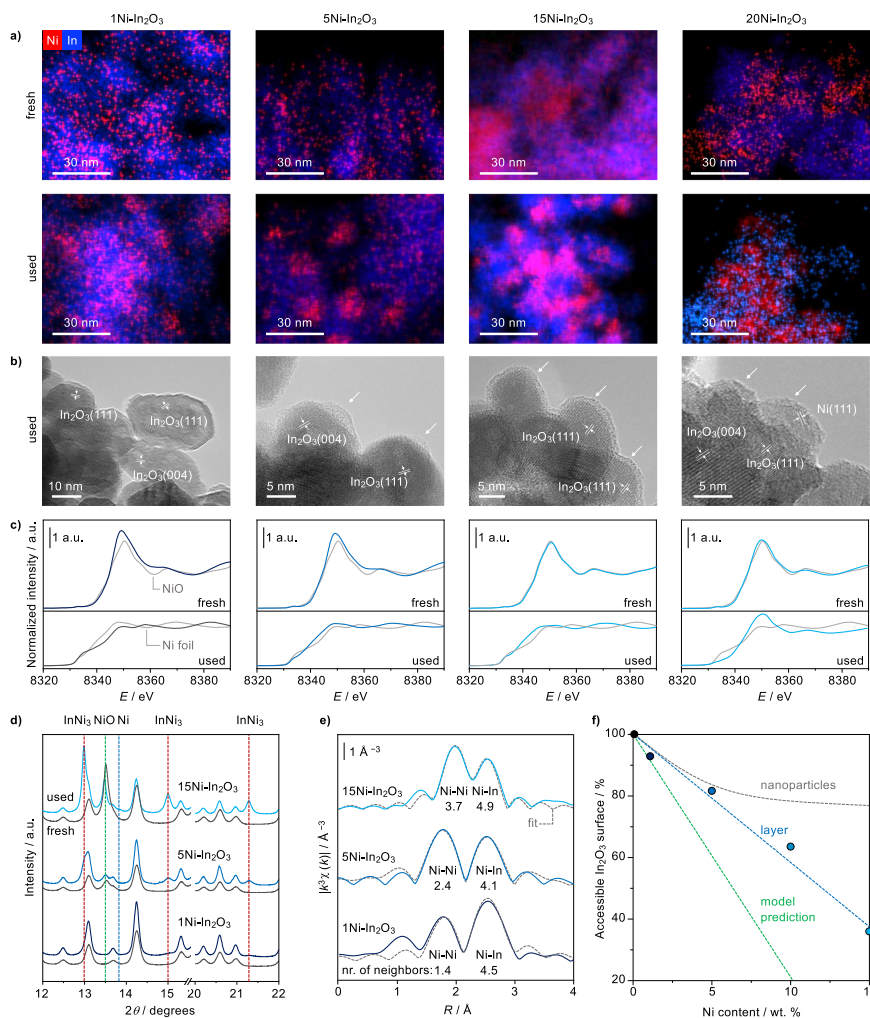 1Ni-In₂O₃ 5Ni-In₂O₃ 15Ni-In₂O₃ 20Ni-In₂O₃
a)
Ni In
fresh
30 nm 30 nm 30 nm 30 nm
used
30 nm 30 nm 30 nm 30 nm
b)
used
In₂O₃(111)
In₂O₃(111)
In₂O₃(004)
10 nm
In₂O₃(004)
In₂O₃(111)
5 nm
In₂O₃(111)
In₂O₃(111)
5 nm
Ni(111)
In₂O₃(004)
In₂O₃(111)
5 nm
c)
Normalized intensity / a.u.
1 a.u. 1 a.u. 1 a.u. 1 a.u.
NiO
fresh fresh fresh fresh
Ni foil
used used used used
8320 8340 8360 8380 8320 8340 8360 8380 8320 8340 8360 8380 8320 8340 8360 8380
E / eV E / eV E / eV E / eV
d)
InNi₃ NiO Ni InNi₃ InNi₃
Intensity / a.u.
used
15Ni-In₂O₃
fresh
5Ni-In₂O₃
1Ni-In₂O₃
12 13 14 15 20 21 22
2θ / degrees
e)
|k³χ (k)| / Å⁻³
1 Å⁻³
15Ni-In₂O₃
Ni-Ni Ni-In
3.7 4.9
fit
5Ni-In₂O₃
Ni-Ni Ni-In
2.4 4.1
1Ni-In₂O₃
Ni-Ni Ni-In
nr. of neighbors: 1.4 4.5
0 1 2 3 4
R / Å
f)
Accessible In₂O₃ surface / %
100
80
60
40
20
nanoparticles
layer
model
prediction
0 5 10 15
Ni content / wt. %